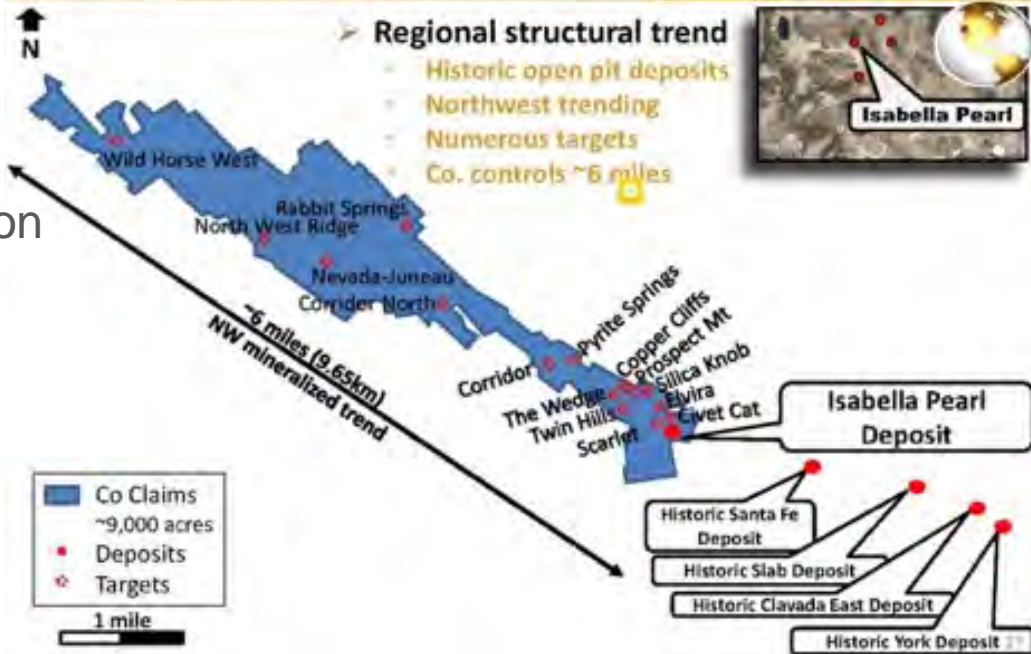 N
Regional structural trend
Historic open pit deposits
Northwest trending
Numerous targets
Co. controls ~6 miles
Isabella Pearl
on
Wild Horse West
Rabbit Springs
North West Ridge
Nevada-Juneau
Corrider North
~6 miles (9.65km)
NW mineralized trend
Pyrite Springs
Copper Cliffs
Prospect Mt
Silica Knob
Corridor
The Wedge
Elvira
Twin Hills
Civet Cat
Scarlet
Isabella Pearl
Deposit
Co Claims
~9,000 acres
Deposits
Targets
1 mile
Historic Santa Fe
Deposit
Historic Slab Deposit
Historic Clavada East Deposit
Historic York Deposit